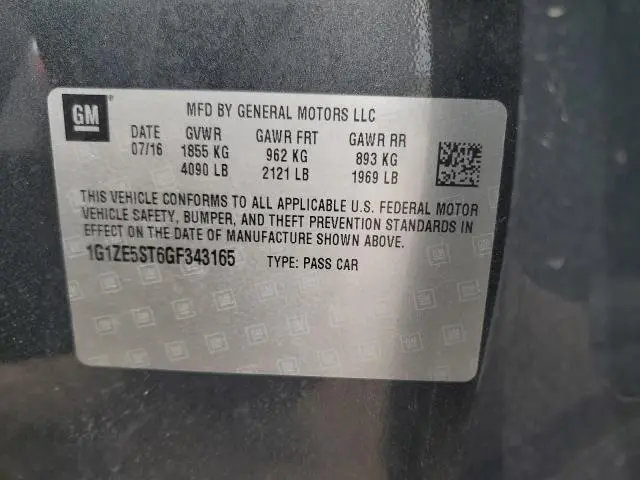 GM MFD BY GENERAL MOTORS LLC
DATE GVWR GAWR FRT GAWR RR
07/16 1855 KG 962 KG 893 KG
4090 LB 2121 LB 1969 LB
THIS VEHICLE CONFORMS TO ALL APPLICABLE U.S. FEDERAL MOTOR
VEHICLE SAFETY, BUMPER, AND THEFT PREVENTION STANDARDS IN
EFFECT ON THE DATE OF MANUFACTURE SHOWN ABOVE.
1G1ZE5ST6GF343165 TYPE: PASS CAR